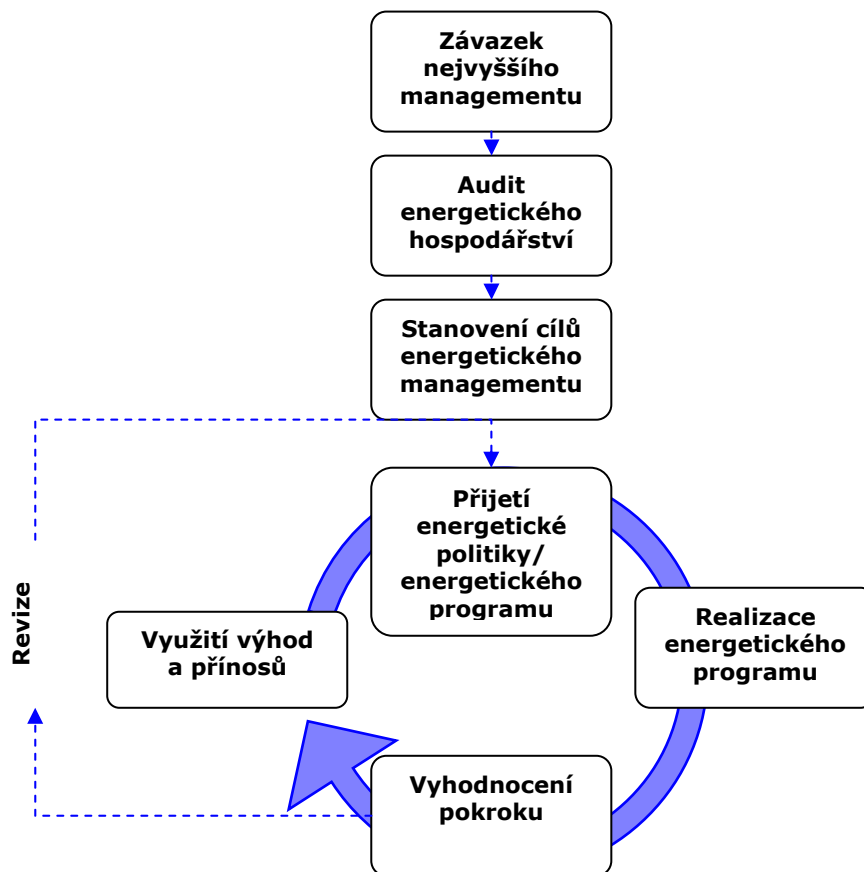 Závazek
nejvyššího
managementu
Audit
energetického
hospodářství
Stanovení cílů
energetického
managementu
Přijetí
energetické
politiky/
energetického
programu
Realizace
energetického
programu
Vyhodnocení
pokroku
Využití výhod
a přínosů
Revize